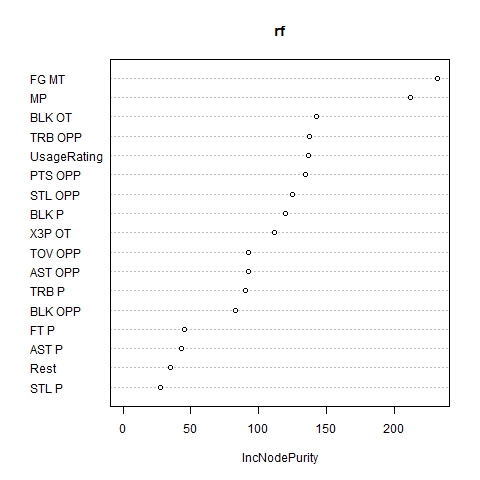 rf
FG MT
MP
BLK OT
TRB OPP
UsageRating
PTS OPP
STL OPP
BLK P
X3P OT
TOV OPP
AST OPP
TRB P
BLK OPP
FT P
AST P
Rest
STL P
0 50 100 150 200
IncNodePurity